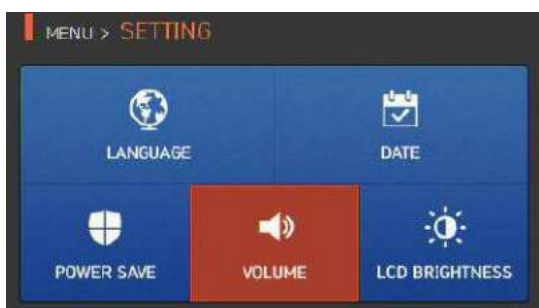 MENU > SETTING
LANGUAGE
DATE
POWER SAVE
VOLUME
LCD BRIGHTNESS